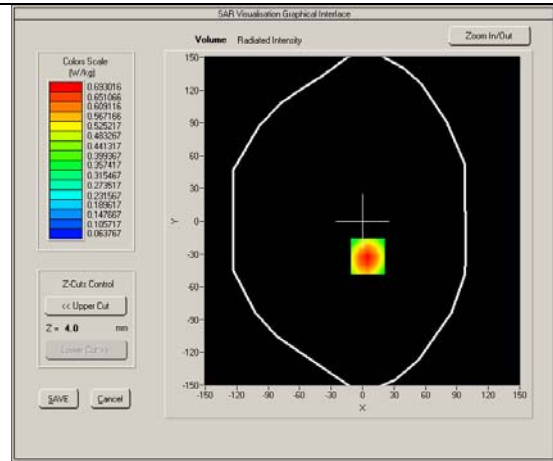 SAR Visualisation Graphical Interface
Volume Radiated Intensity
Zoom In/Out
Colors Scale
(W/kg)
0.693016
0.651066
0.609116
0.567166
0.525217
0.483267
0.441317
0.399367
0.357417
0.315467
0.273517
0.231567
0.189617
0.147667
0.105717
0.063767
Z-Cuts Control
<< Upper Cut
Z = 4.0 mm
Lower Cut >>
SAVE Cancel
150
120
90
60
30
0
-30
-60
-90
-120
-150
Y
-150 -120 -90 -60 -30 0 30 60 90 120 150
X